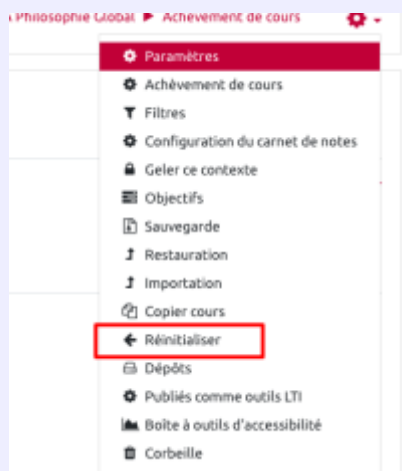 Philosophie Global ► Achèvement de cours
Paramètres
Achèvement de cours
Filtres
Configuration du carnet de notes
Geler ce contexte
Objectifs
Sauvegarde
Restauration
Importation
Copier cours
Réinitialiser
Dépôts
Publiés comme outils LTI
Boîte à outils d'accessibilité
Corbeille